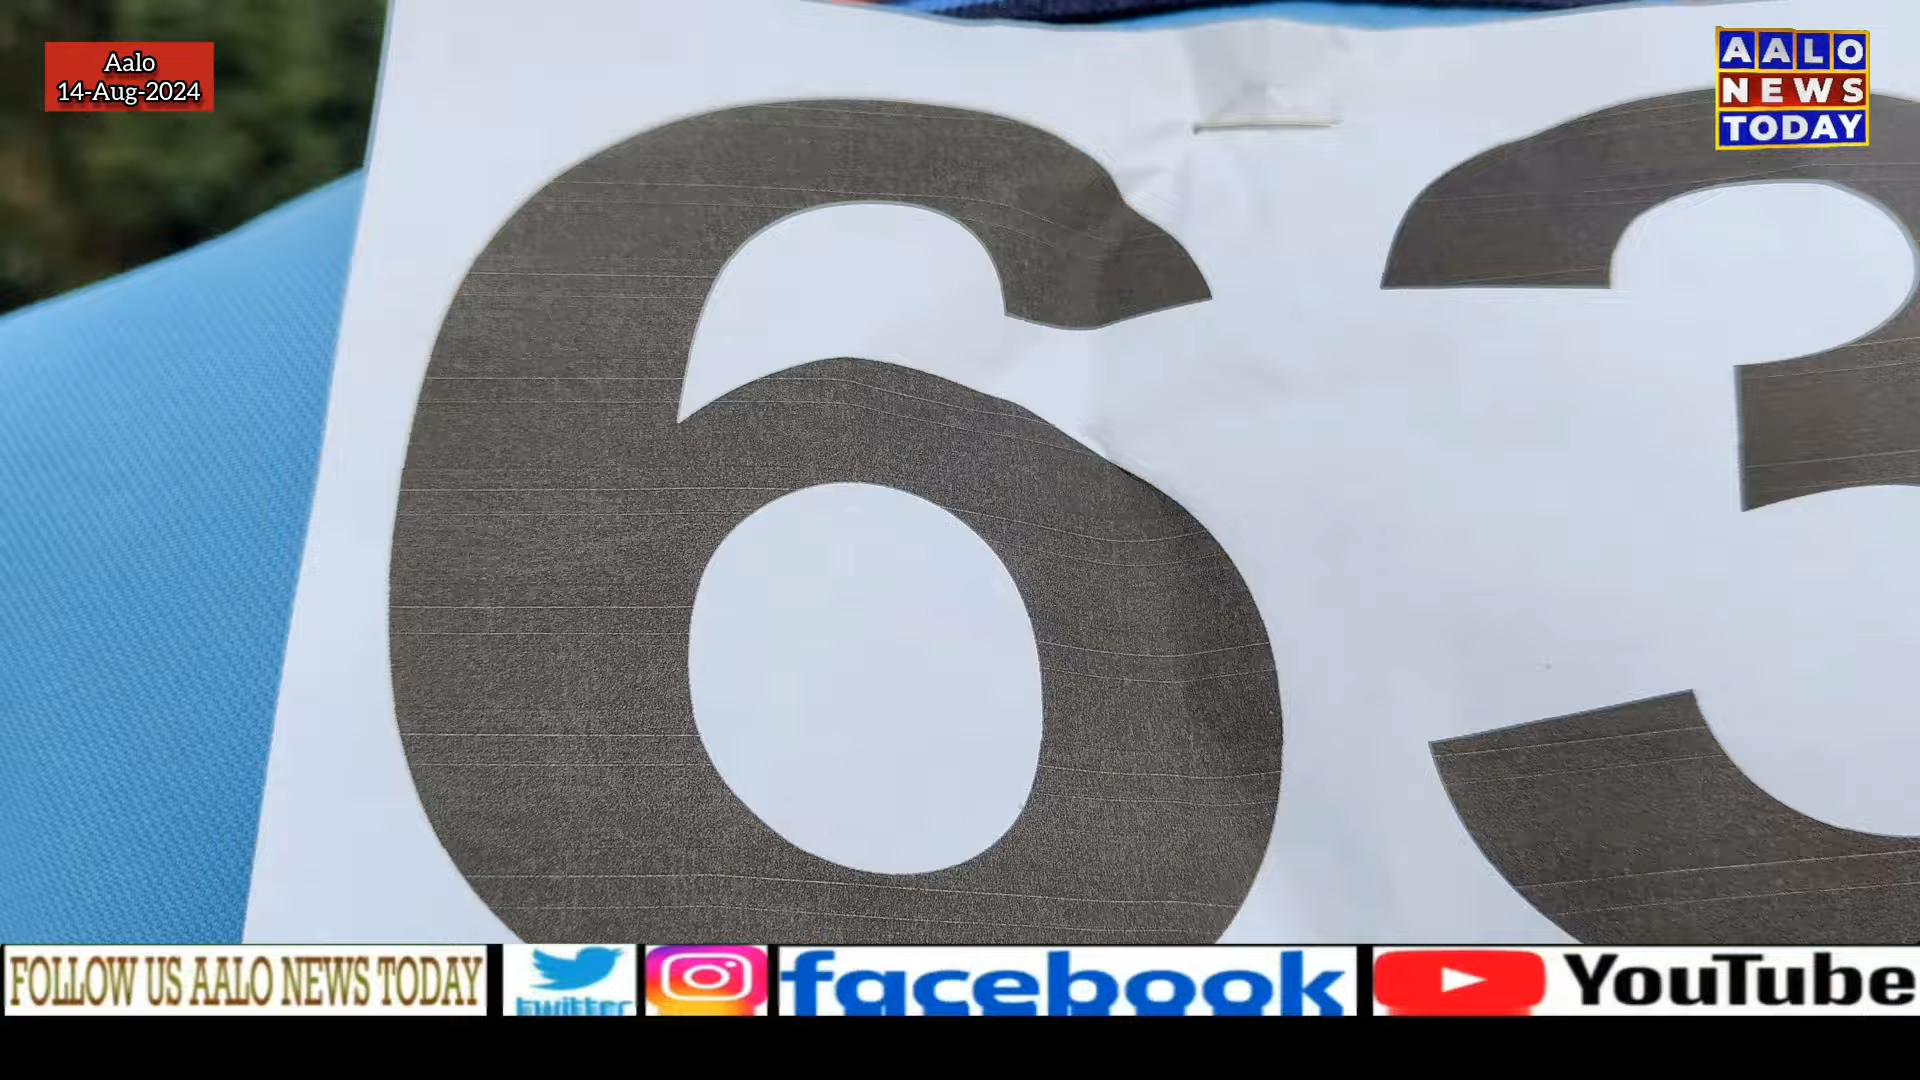 Aalo
14-Aug-2024
AALO
NEWS
TODAY
63
FOLLOW US AALO NEWS TODAY
twitter
facebook
YouTube